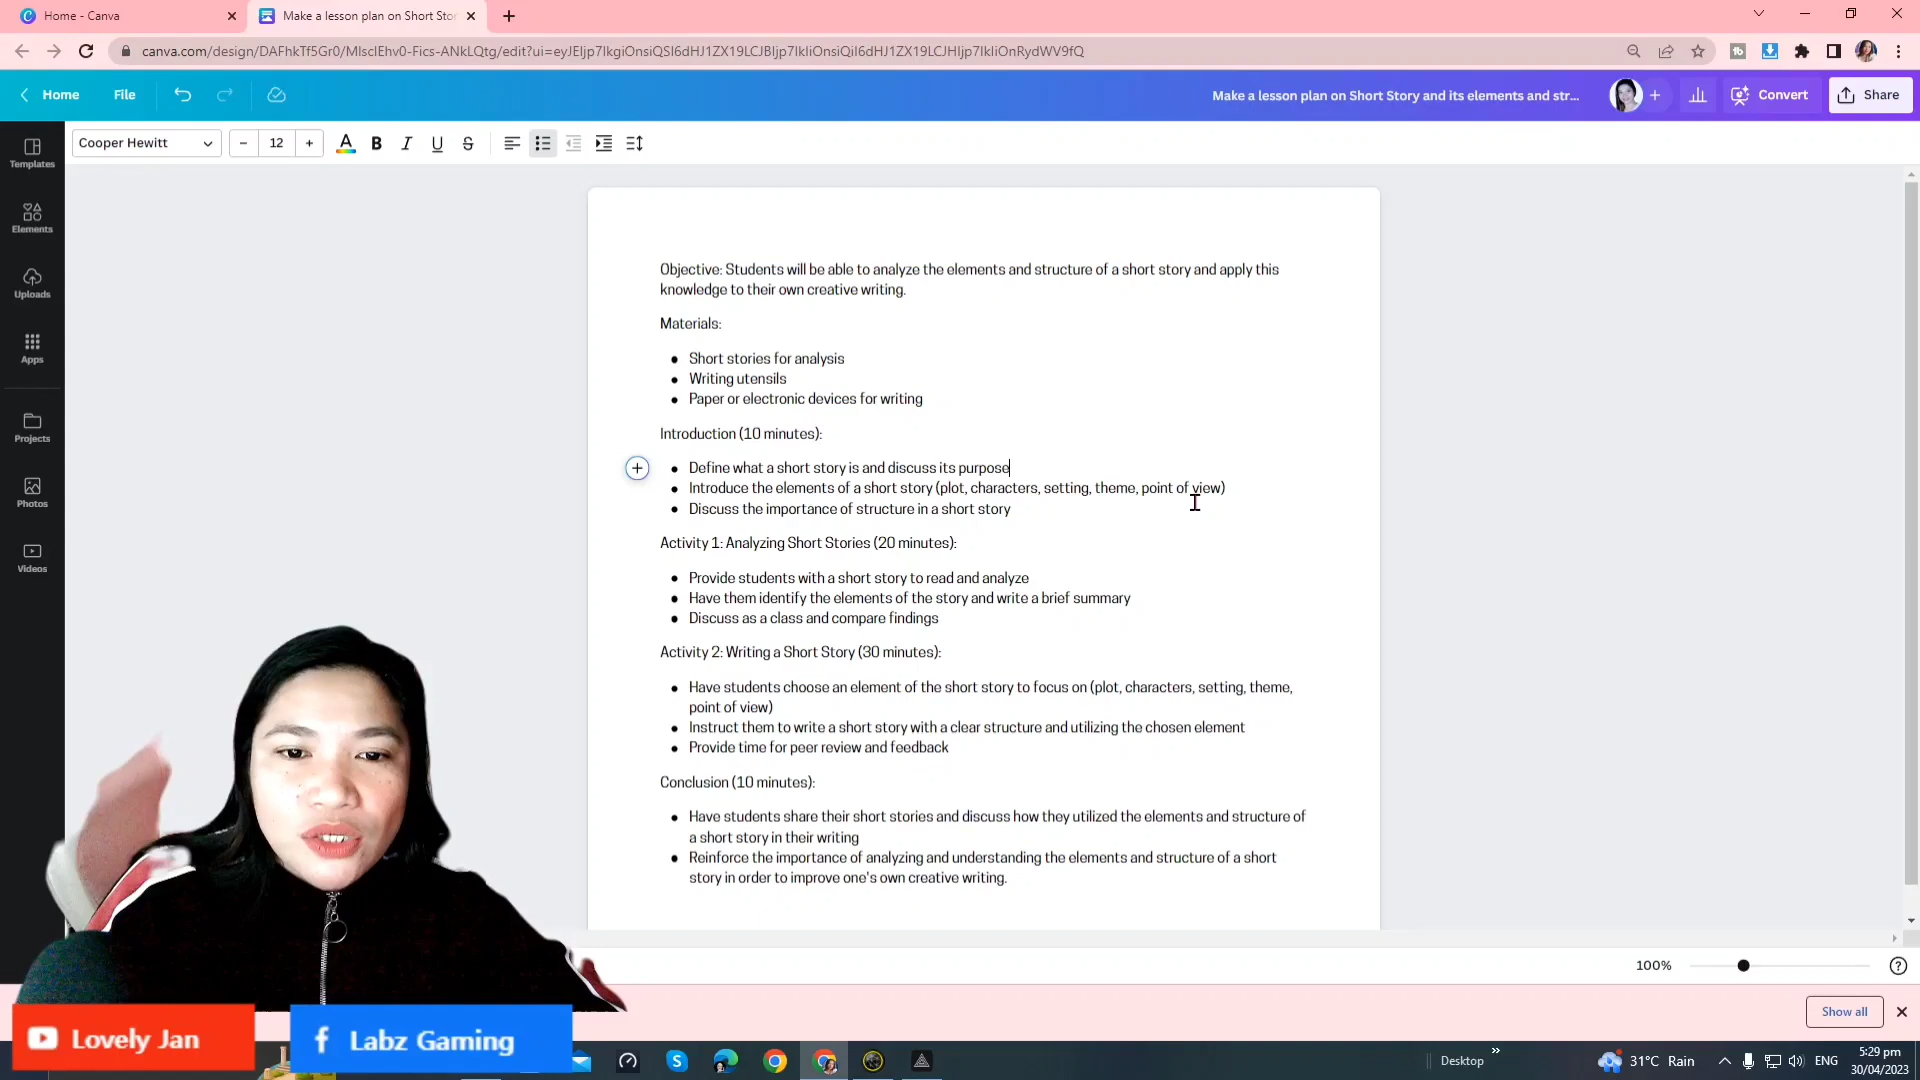 Home - Canva
Make a lesson plan on Short Stor
canva.com/design/DAFhkTf5Gr0/MIsclEhv0-Fics-ANkLQtg/edit?ui=eyJEIjp7IkgiOnsiQSI6dHJ1ZX19LCJBIjp7IkIiOnsiQiI6dHJ1ZX19LCJHIjp7IkIiOnRydWV9fQ
Home
File
Make a lesson plan on Short Story and its elements and str...
Convert
Share
Cooper Hewitt
12
Templates
Elements
Uploads
Apps
Projects
Photos
Videos
Objective: Students will be able to analyze the elements and structure of a short story and apply this
knowledge to their own creative writing.
Materials:
Short stories for analysis
Writing utensils
Paper or electronic devices for writing
Introduction (10 minutes):
Define what a short story is and discuss its purpose
Introduce the elements of a short story (plot, characters, setting, theme, point of view)
Discuss the importance of structure in a short story
Activity 1: Analyzing Short Stories (20 minutes):
Provide students with a short story to read and analyze
Have them identify the elements of the story and write a brief summary
Discuss as a class and compare findings
Activity 2: Writing a Short Story (30 minutes):
Have students choose an element of the short story to focus on (plot, characters, setting, theme,
point of view)
Instruct them to write a short story with a clear structure and utilizing the chosen element
Provide time for peer review and feedback
Conclusion (10 minutes):
Have students share their short stories and discuss how they utilized the elements and structure of
a short story in their writing
Reinforce the importance of analyzing and understanding the elements and structure of a short
story in order to improve one's own creative writing.
100%
Show all
Lovely Jan
Labz Gaming
Desktop
31°C Rain
ENG
5:29 pm
30/04/2023